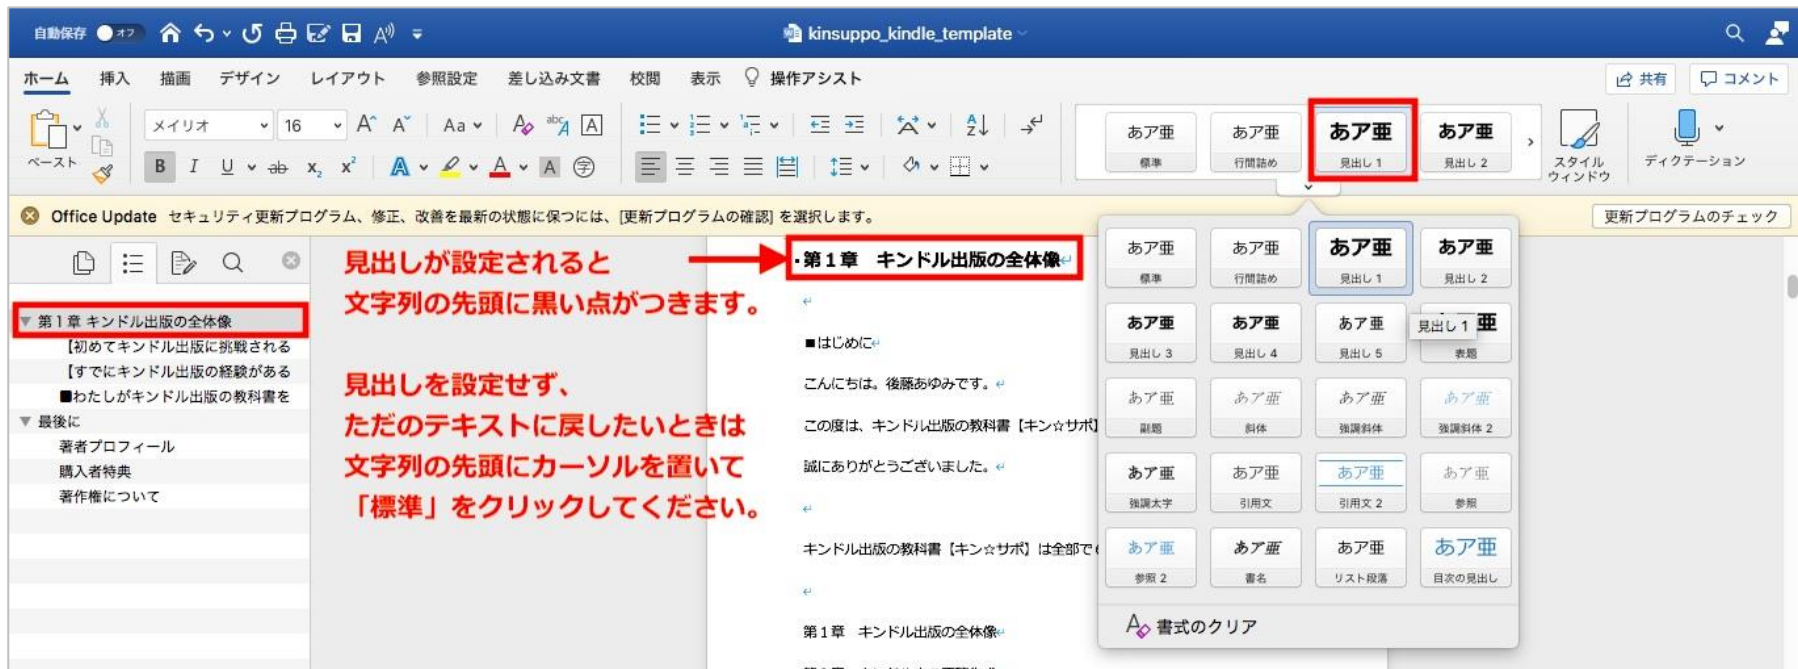 自動保存 オフ
kinsuppo_kindle_template
ホーム 挿入 描画 デザイン レイアウト 参照設定 差し込み文書 校閲 表示 操作アシスト
共有 コメント
ペースト
メイリオ 16 A^ A˅ Aa abc A A
B I U ab x₂ x² A A A 字
あア亜 標準
あア亜 行間詰め
あア亜 見出し 1
あア亜 見出し 2
スタイル
ウィンドウ
ディクテーション
Office Update セキュリティ更新プログラム、修正、改善を最新の状態に保つには、[更新プログラムの確認] を選択します。
更新プログラムのチェック
第1章 キンドル出版の全体像
【初めてキンドル出版に挑戦される
【すでにキンドル出版の経験がある
■わたしがキンドル出版の教科書を
最後に
著者プロフィール
購入者特典
著作権について
見出しが設定されると
文字列の先頭に黒い点がつきます。
見出しを設定せず、
ただのテキストに戻したいときは
文字列の先頭にカーソルを置いて
「標準」をクリックしてください。
・第1章 キンドル出版の全体像
■はじめに
こんにちは。後藤あゆみです。
この度は、キンドル出版の教科書【キン☆サポ】
誠にありがとうございました。
キンドル出版の教科書【キン☆サポ】は全部で
第1章 キンドル出版の全体像
あア亜 標準
あア亜 行間詰め
あア亜 見出し 1
あア亜 見出し 2
あア亜 見出し 3
あア亜 見出し 4
あア亜 見出し 5
見出し 1
亜 表題
あア亜 副題
あア亜 斜体
あア亜 強調斜体
あア亜 強調斜体 2
あア亜 強調太字
あア亜 引用文
あア亜 引用文 2
あア亜 参照
あア亜 参照 2
あア亜 書名
あア亜 リスト段落
あア亜 目次の見出し
書式のクリア